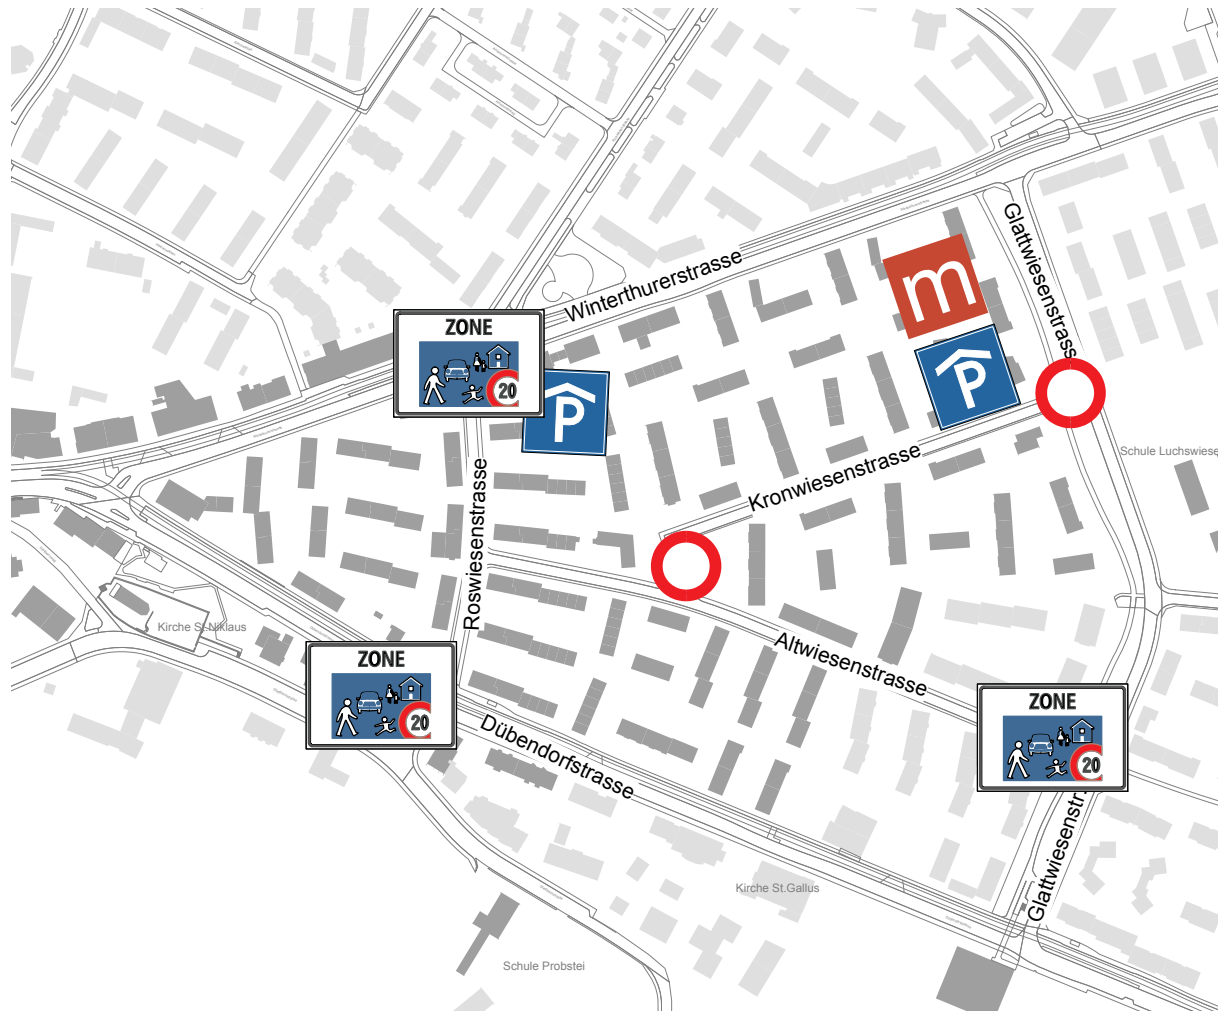 Glattwiesenstrasse
Winterthurerstrasse
m
ZONE
20
P
P
Kronwiesenstrasse
Schule Luchswiese
Roswiesenstrasse
Kirche St.Niklaus
Altwiesenstrasse
ZONE
20
ZONE
20
Dübendorfstrasse
Glattwiesenstr.
Kirche St.Gallus
Schule Probstei